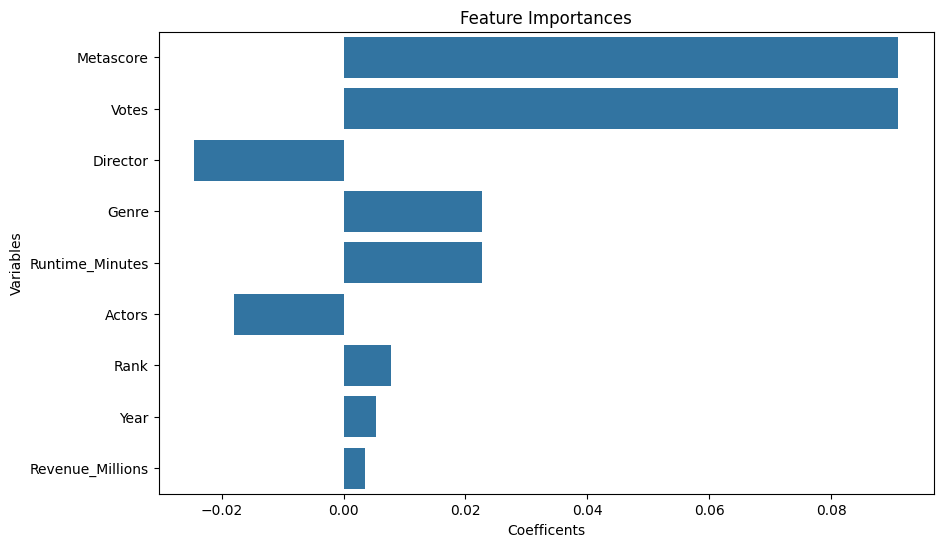 Feature Importances
Metascore
Votes
Director
Genre
Runtime_Minutes
Actors
Rank
Year
Revenue_Millions
Variables
−0.02 0.00 0.02 0.04 0.06 0.08
Coefficents